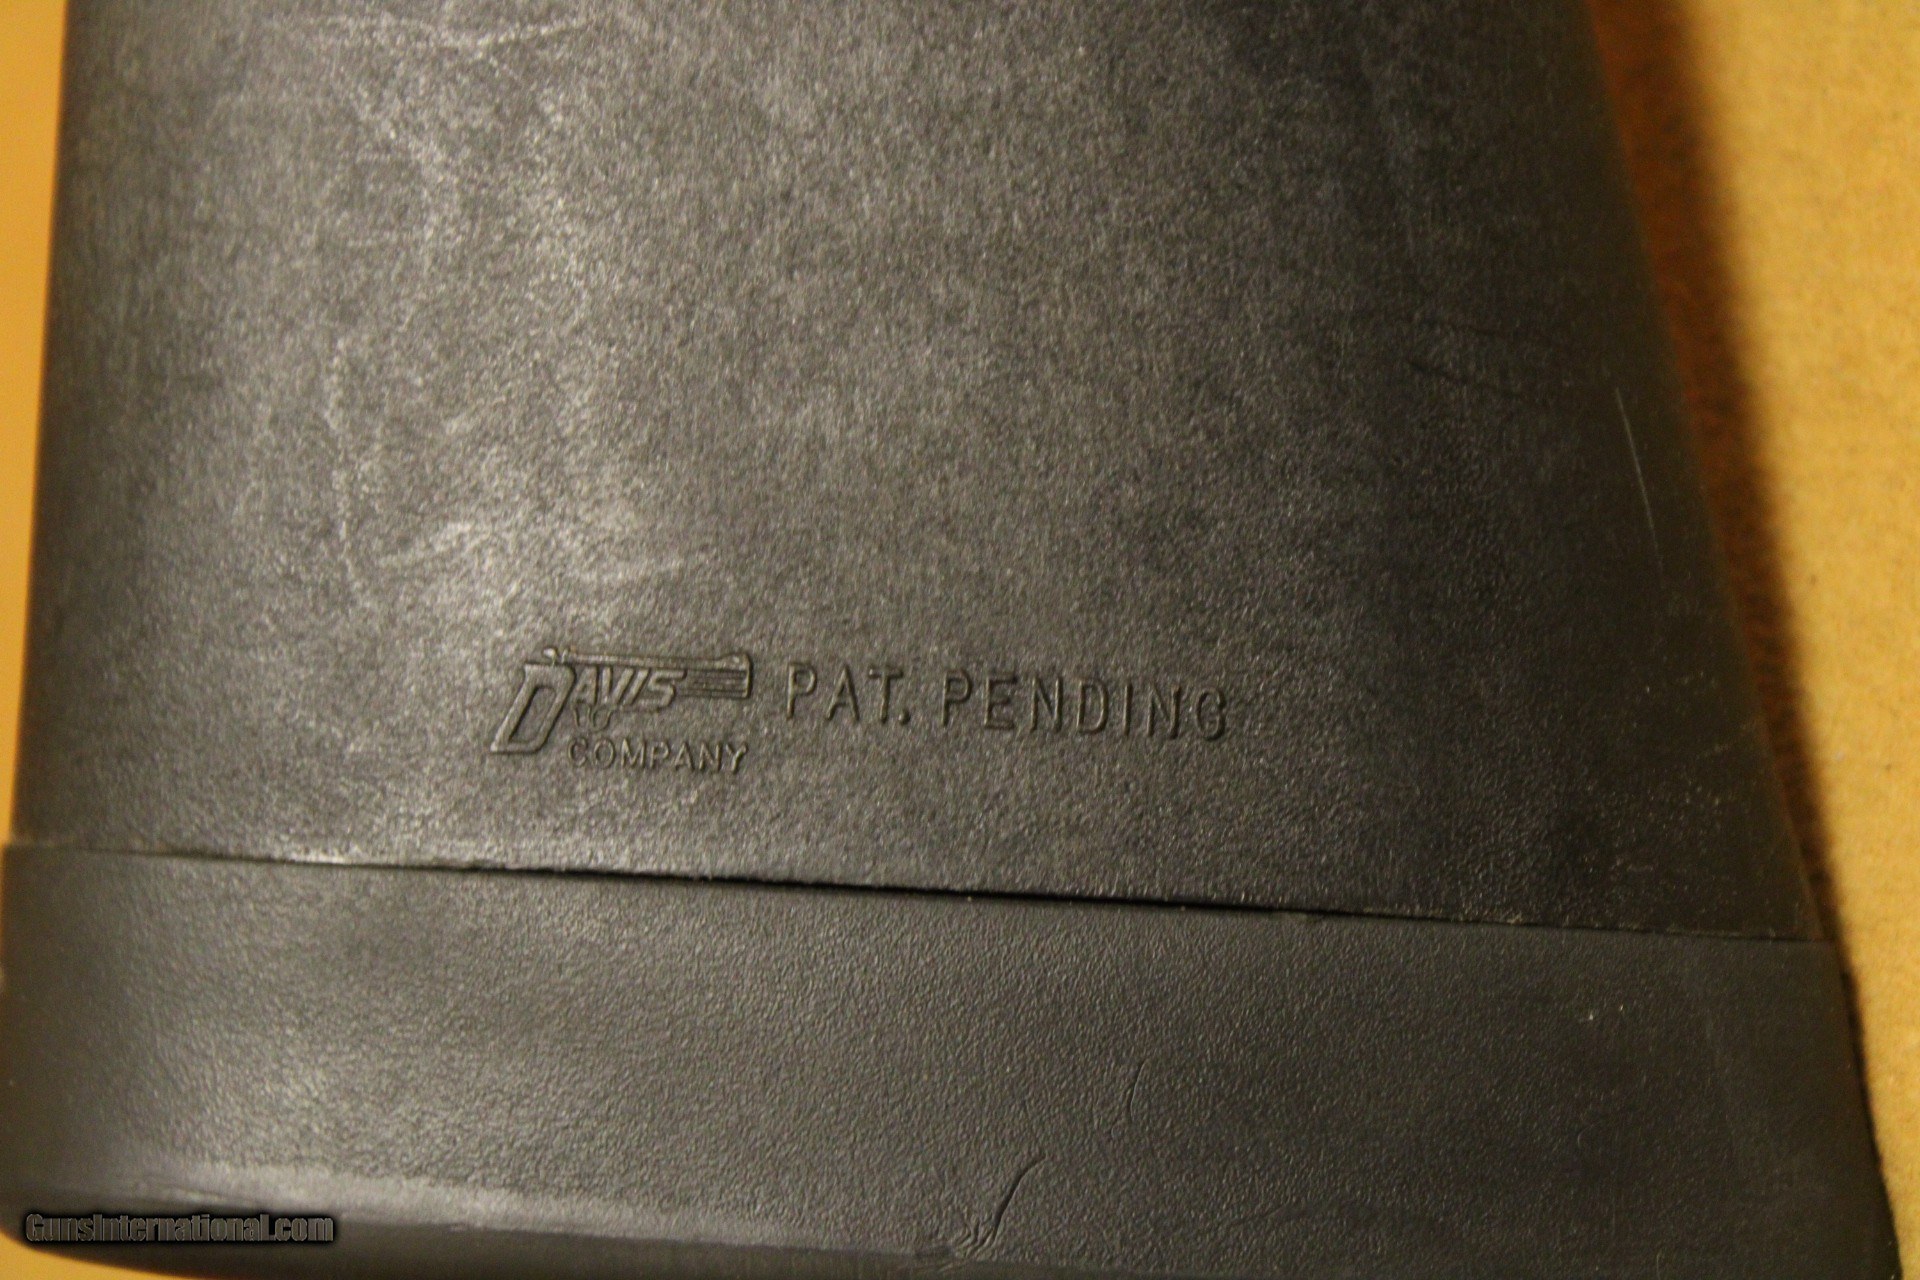 DAVIS
COMPANY
PAT. PENDING
GunsInternational.com